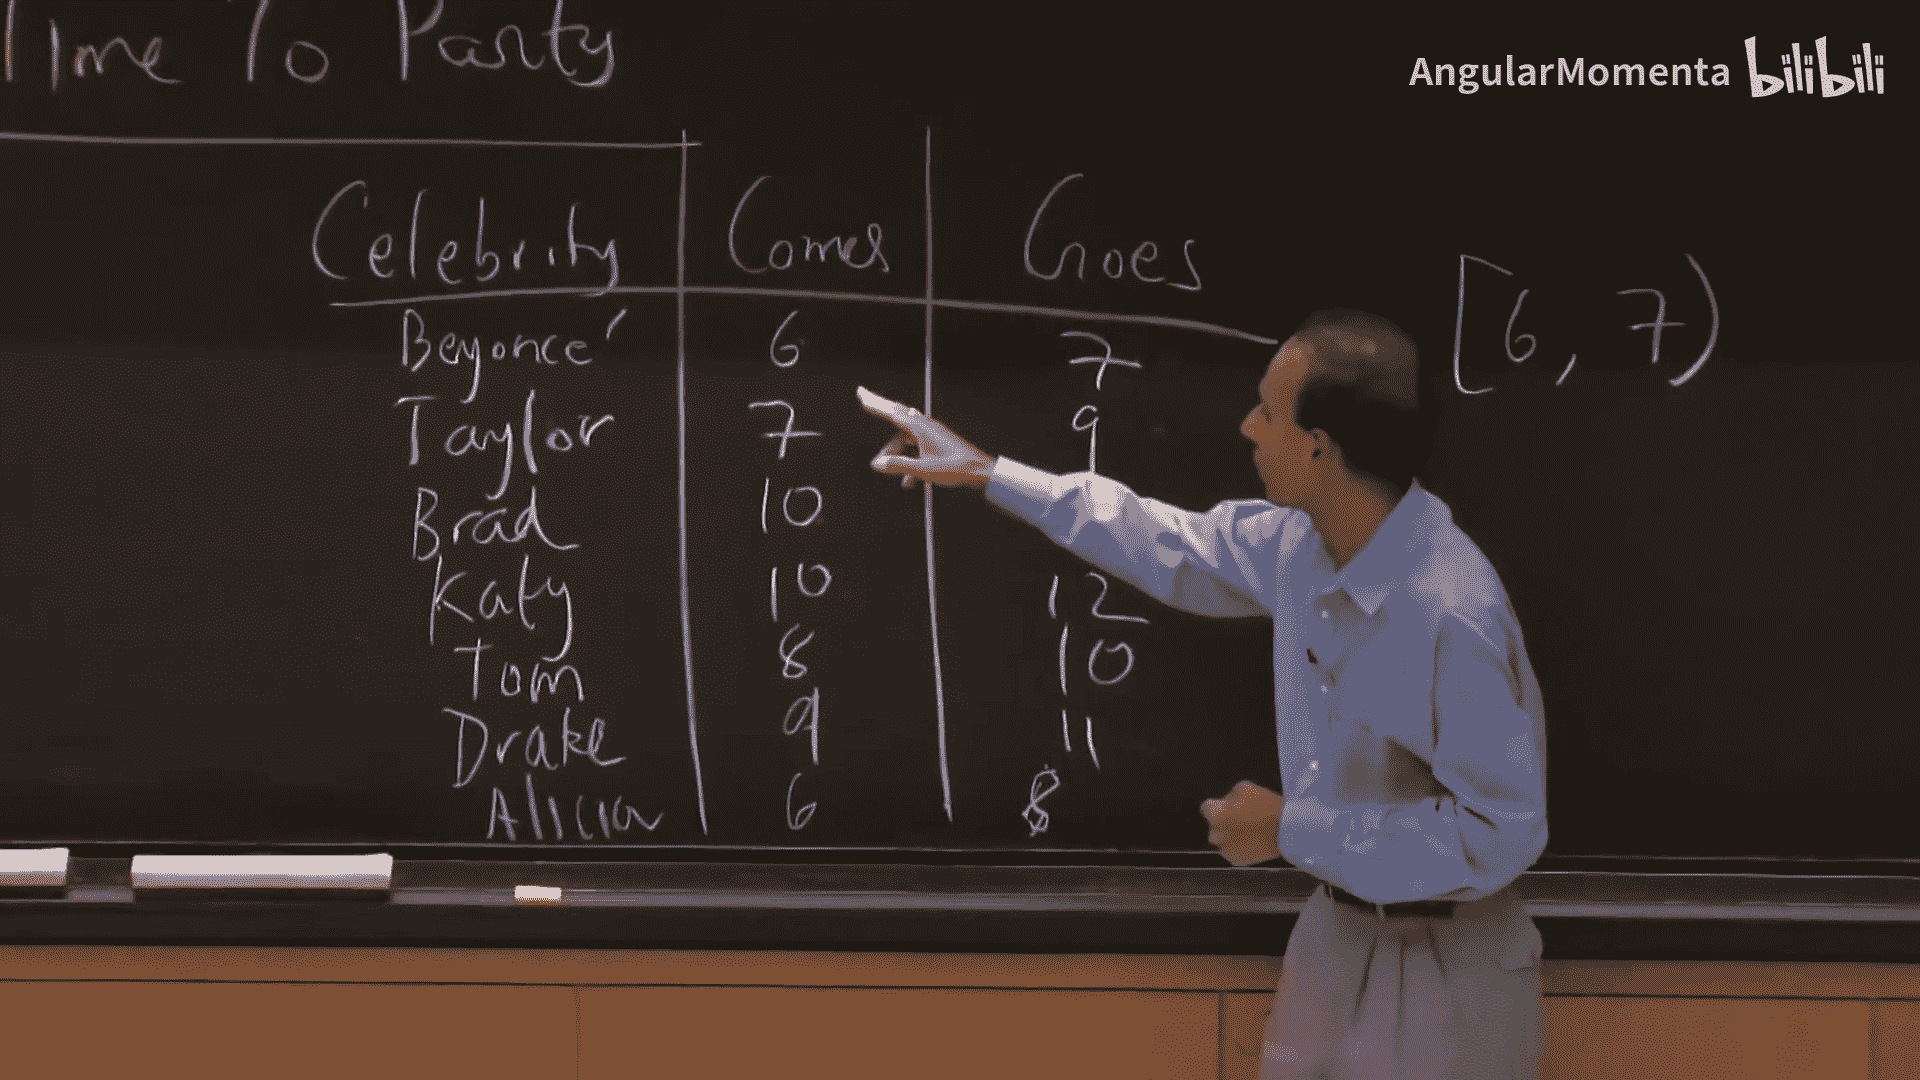 Time To Party
AngularMomenta bilibili
Celebrity Comes Goes
[6, 7)
Beyoncé 6 7
Taylor 7 9
Brad 10
Katy 10 12
Tom 8 10
Drake 9 11
Alicia 6 8